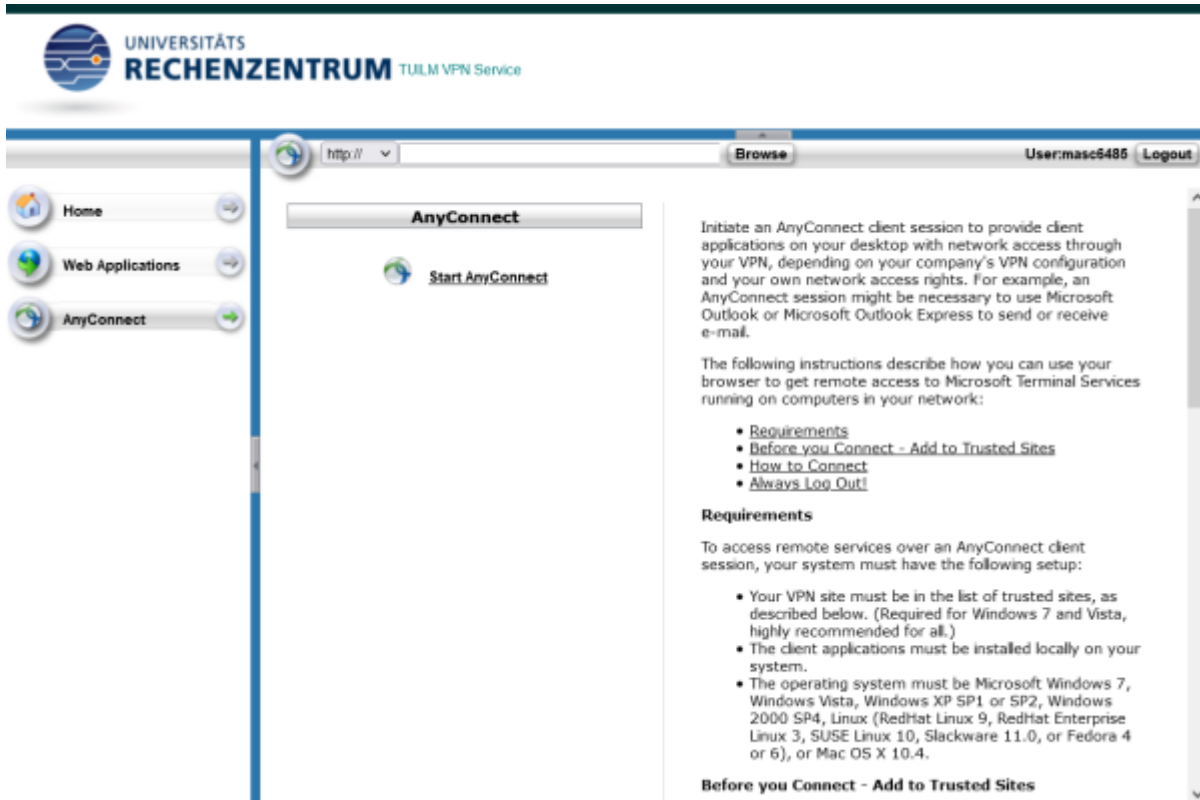 UNIVERSITÄTS
RECHENZENTRUM TUILM VPN Service
http://
Browse
User:masc6485
Logout
Home
Web Applications
AnyConnect
AnyConnect
Start AnyConnect
Initiate an AnyConnect client session to provide client
applications on your desktop with network access through
your VPN, depending on your company's VPN configuration
and your own network access rights. For example, an
AnyConnect session might be necessary to use Microsoft
Outlook or Microsoft Outlook Express to send or receive
e-mail.
The following instructions describe how you can use your
browser to get remote access to Microsoft Terminal Services
running on computers in your network:
• Requirements
• Before you Connect - Add to Trusted Sites
• How to Connect
• Always Log Out!
Requirements
To access remote services over an AnyConnect client
session, your system must have the following setup:
• Your VPN site must be in the list of trusted sites, as
described below. (Required for Windows 7 and Vista,
highly recommended for all.)
• The client applications must be installed locally on your
system.
• The operating system must be Microsoft Windows 7,
Windows Vista, Windows XP SP1 or SP2, Windows
2000 SP4, Linux (RedHat Linux 9, RedHat Enterprise
Linux 3, SUSE Linux 10, Slackware 11.0, or Fedora 4
or 6), or Mac OS X 10.4.
Before you Connect - Add to Trusted Sites